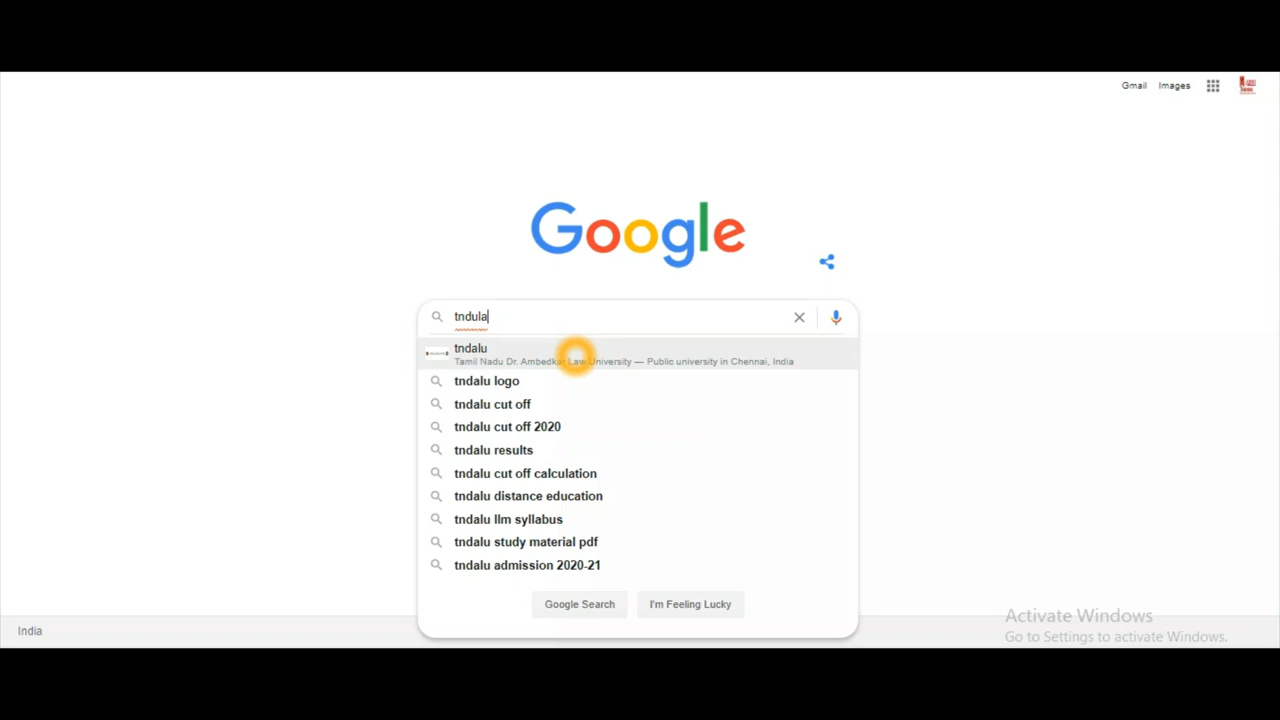 Gmail Images
Google
tndula
tndalu
Tamil Nadu Dr. Ambedkar Law University — Public university in Chennai, India
tndalu logo
tndalu cut off
tndalu cut off 2020
tndalu results
tndalu cut off calculation
tndalu distance education
tndalu llm syllabus
tndalu study material pdf
tndalu admission 2020-21
Google Search I'm Feeling Lucky
India
Activate Windows
Go to Settings to activate Windows.